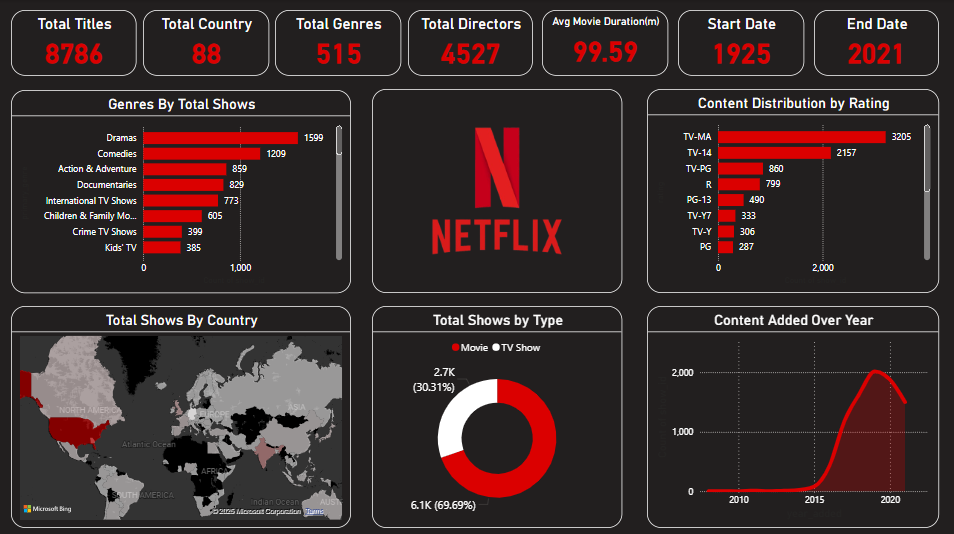 Total Titles
8786
Total Country
88
Total Genres
515
Total Directors
4527
Avg Movie Duration(m)
99.59
Start Date
1925
End Date
2021
Genres By Total Shows
Dramas 1599
Comedies 1209
Action & Adventure 859
Documentaries 829
International TV Shows 773
Children & Family Mo... 605
Crime TV Shows 399
Kids' TV 385
0 1,000
NETFLIX
Content Distribution by Rating
TV-MA 3205
TV-14 2157
TV-PG 860
R 799
PG-13 490
TV-Y7 333
TV-Y 306
PG 287
0 2,000
Total Shows By Country
NORTH AMERICA
EUROPE
ASIA
Atlantic Ocean
AFRICA
SOUTH AMERICA
Indian Ocean
AUST
Microsoft Bing
© 2025 Microsoft Corporation Terms
Total Shows by Type
Movie TV Show
2.7K
(30.31%)
6.1K (69.69%)
Content Added Over Year
2,000
1,000
0
2010 2015 2020